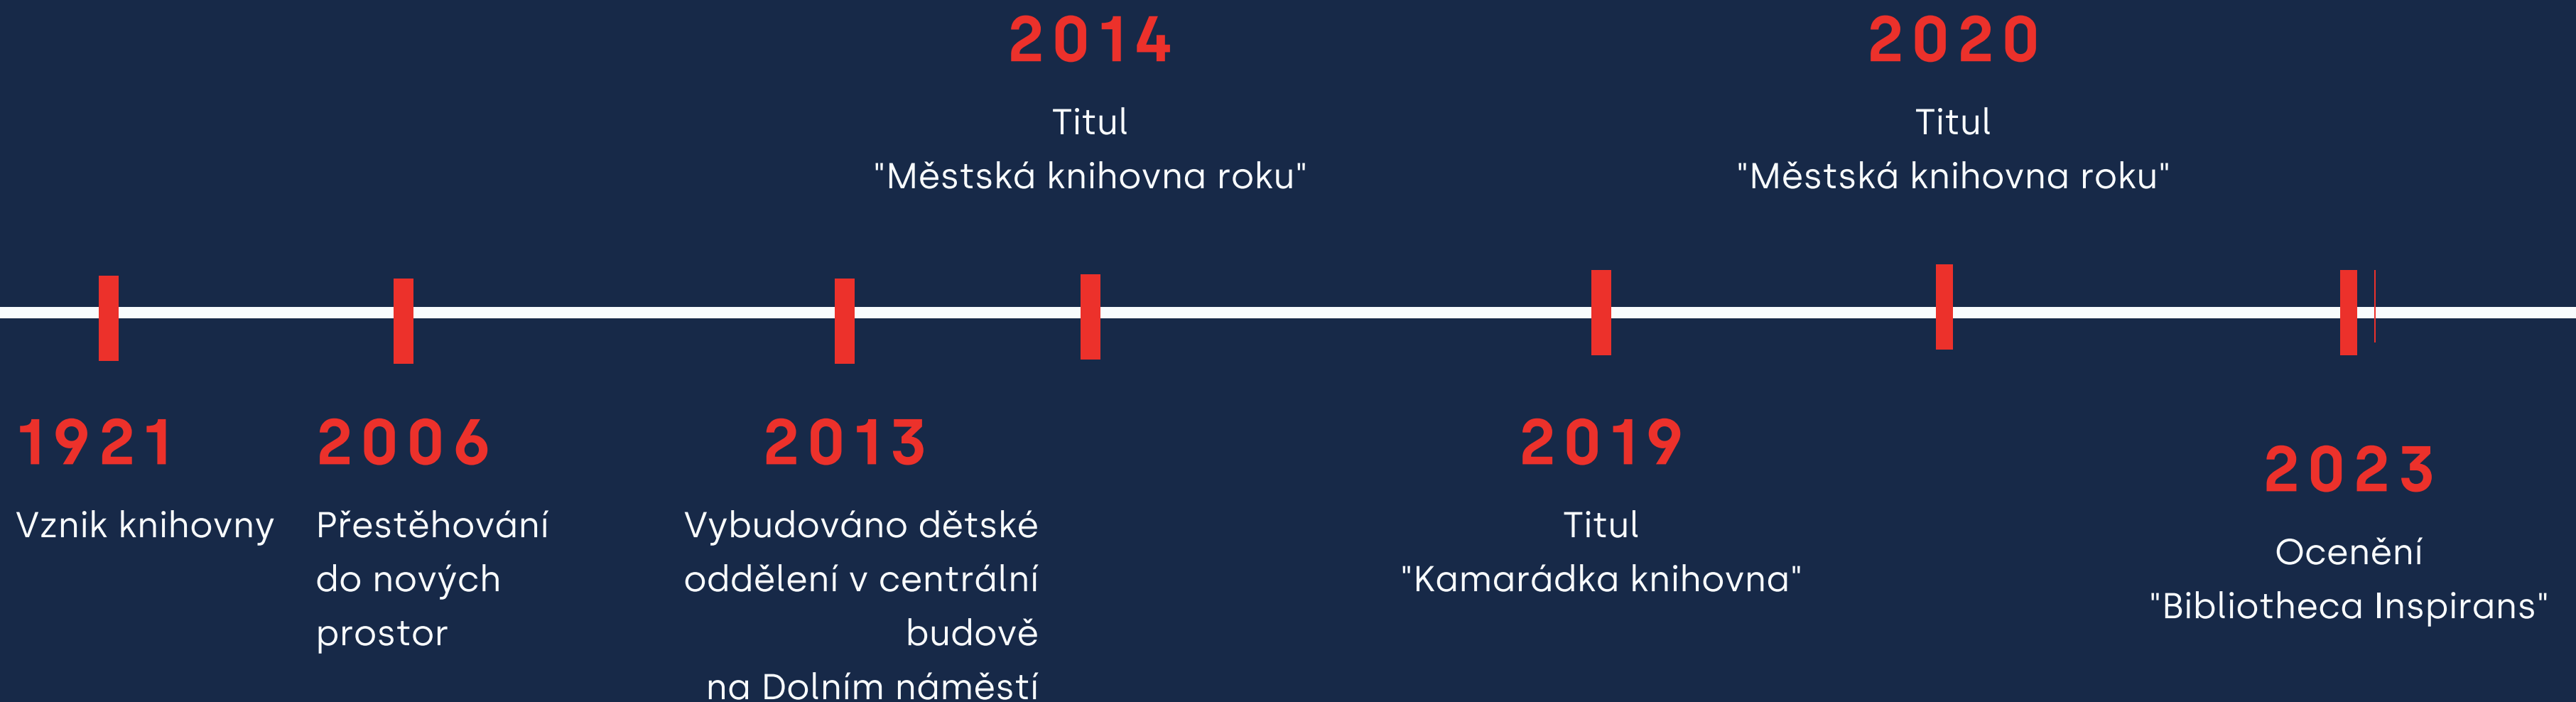 2014
Titul
"Městská knihovna roku"
2020
Titul
"Městská knihovna roku"
1921
Vznik knihovny
2006
Přestěhování
do nových
prostor
2013
Vybudováno dětské
oddělení v centrální
budově
na Dolním náměstí
2019
Titul
"Kamarádka knihovna"
2023
Ocenění
"Bibliotheca Inspirans"